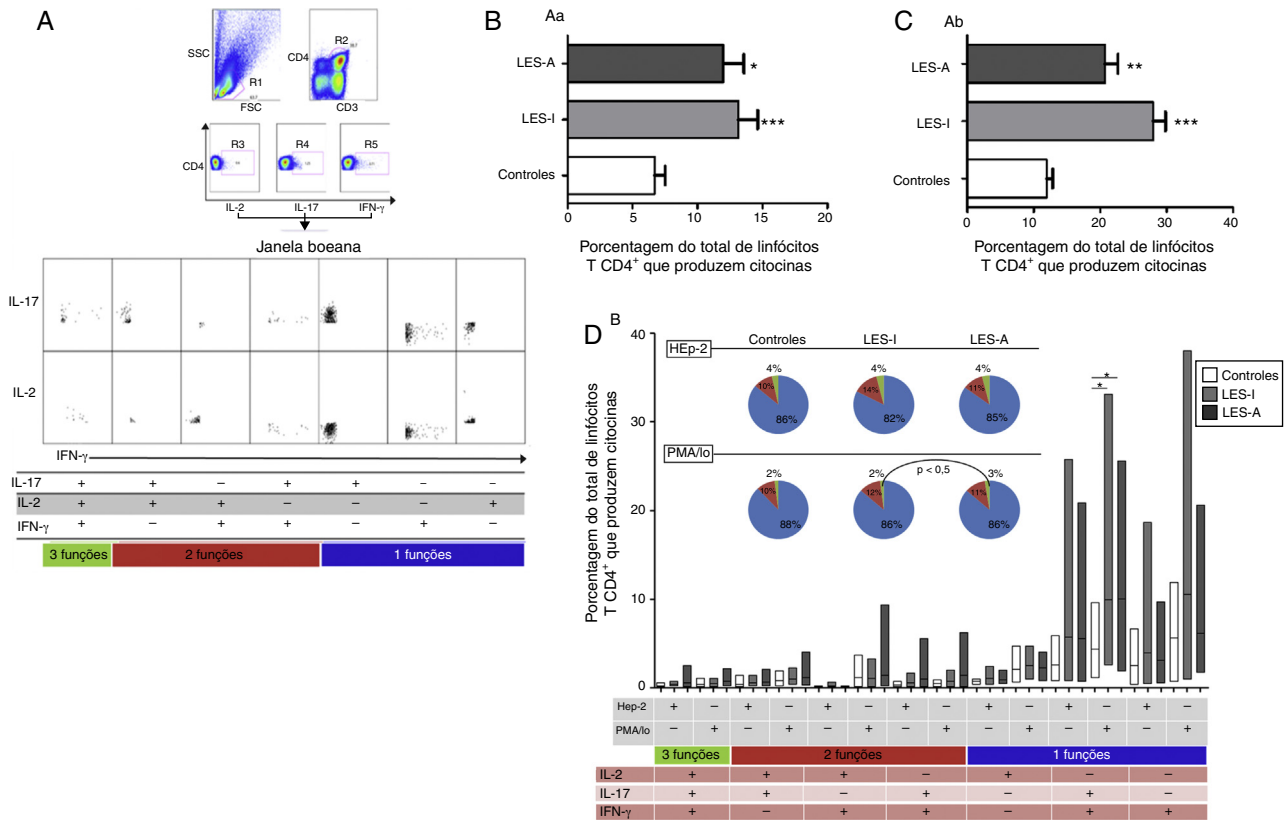 A
SSC
R1
FSC
CD4
R2
CD3
CD4
R3
R4
R5
IL-2
IL-17
IFN-γ
Janela boeana
IL-17
IL-2
IFN-γ
IL-17 + + – + + – –
IL-2 + + + – – – +
IFN-γ + – + + – + –
3 funções
2 funções
1 funções
B
Aa
LES-A
*
LES-I
***
Controles
0 5 10 15 20
Porcentagem do total de linfócitos
T CD4+ que produzem citocinas
C
Ab
LES-A
**
LES-I
***
Controles
0 10 20 30 40
Porcentagem do total de linfócitos
T CD4+ que produzem citocinas
D
B
Porcentagem do total de linfócitos
T CD4+ que produzem citocinas
40
30
20
10
0
HEp-2
Controles LES-I LES-A
4% 4% 4%
10% 14% 11%
86% 82% 85%
PMA/Io
p < 0,5
2% 2% 3%
10% 12% 11%
88% 86% 86%
*
*
Controles
LES-I
LES-A
Hep-2 + – + – + – + – + – + – + –
PMA/Io – + – + – + – + – + – + – +
3 funções
2 funções
1 funções
IL-2 + + + – + – –
IL-17 + + – + – + –
IFN-γ + – + + – + +